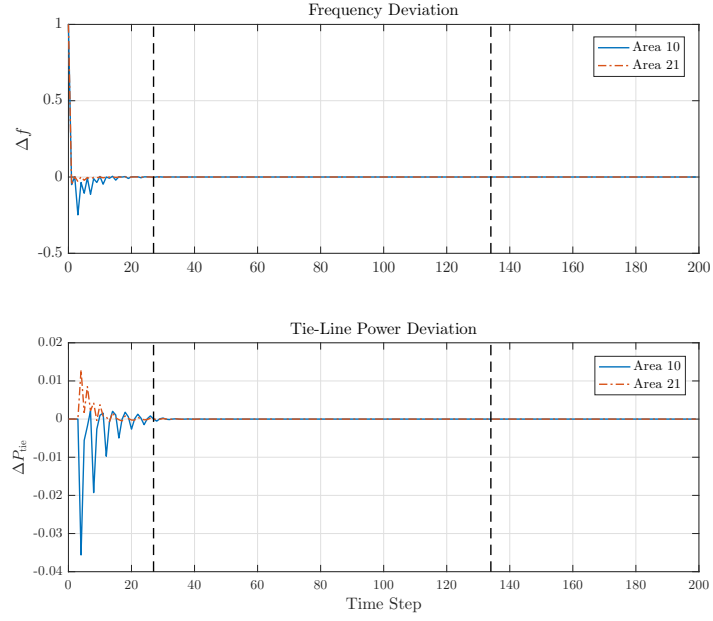 Frequency Deviation
1
0.5
0
-0.5
Δf
Area 10
Area 21
0 20 40 60 80 100 120 140 160 180 200
Tie-Line Power Deviation
0.02
0.01
0
-0.01
-0.02
-0.03
-0.04
ΔP_tie
Area 10
Area 21
0 20 40 60 80 100 120 140 160 180 200
Time Step